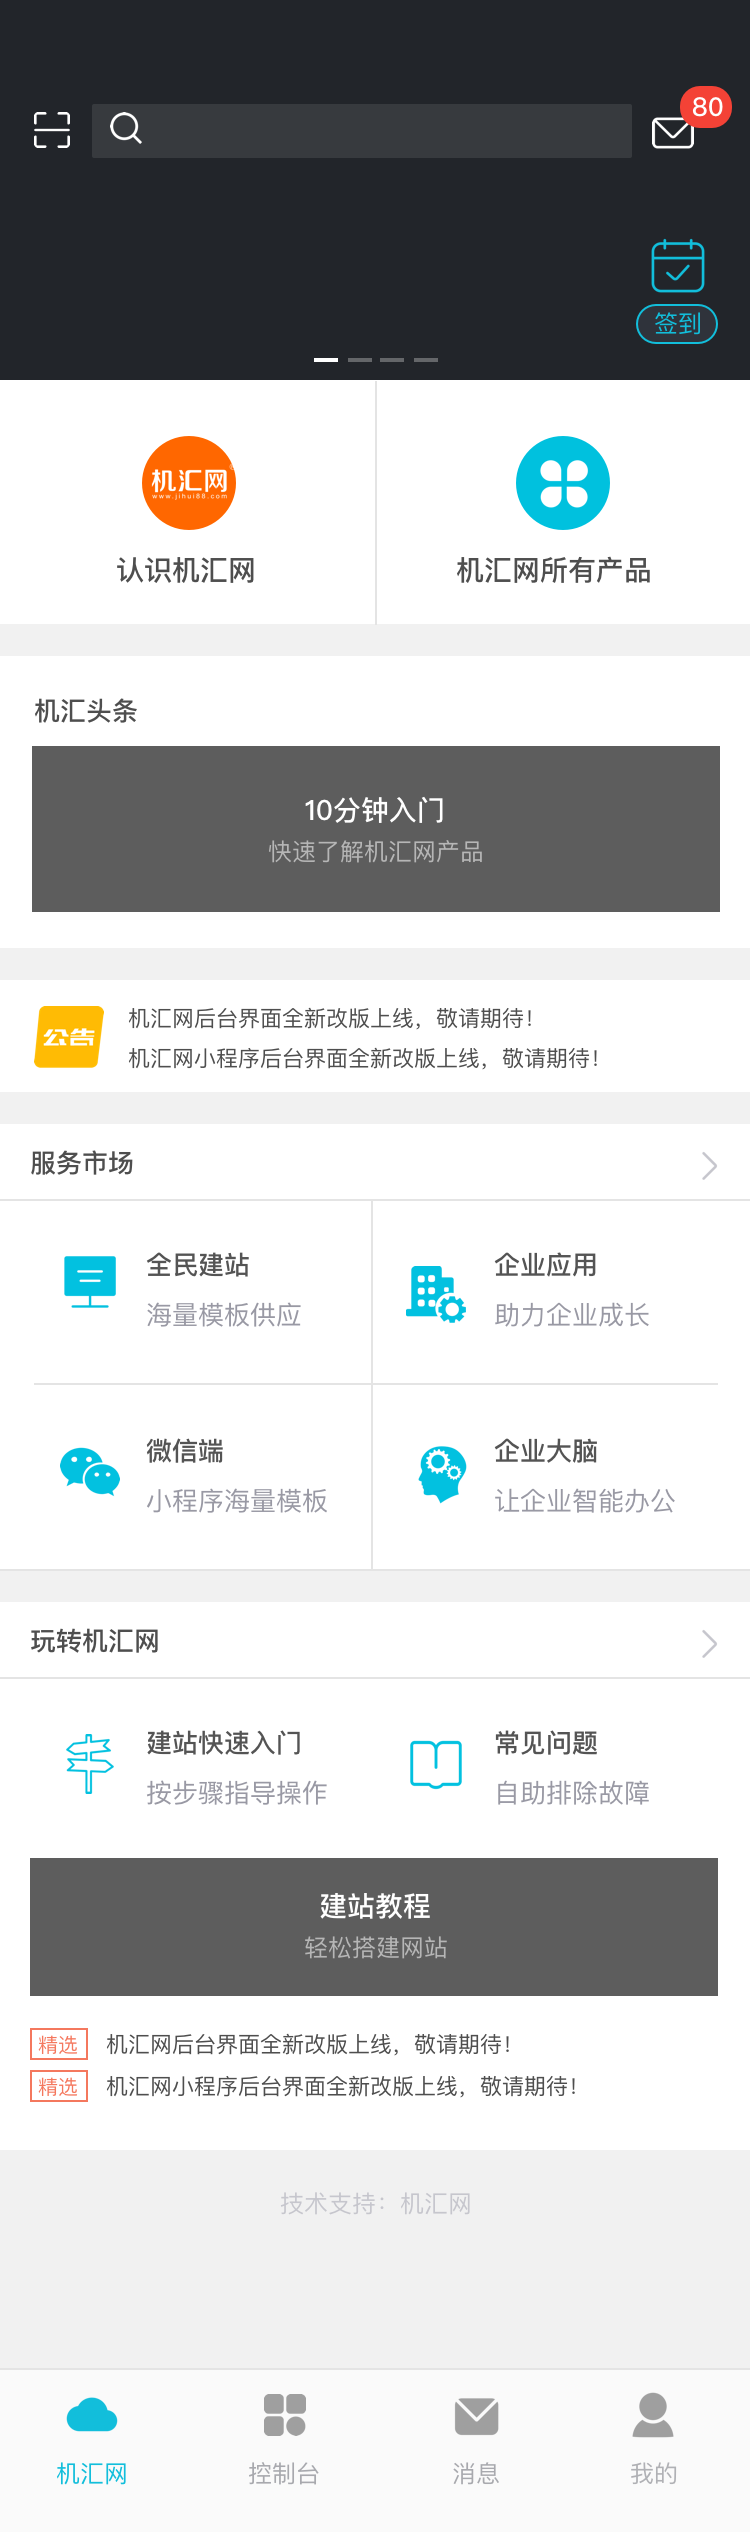 80
签到
机汇网
www.jihui88.com
认识机汇网
机汇网所有产品
机汇头条
10分钟入门
快速了解机汇网产品
公告
机汇网后台界面全新改版上线，敬请期待！
机汇网小程序后台界面全新改版上线，敬请期待！
服务市场
全民建站
海量模板供应
企业应用
助力企业成长
微信端
小程序海量模板
企业大脑
让企业智能办公
玩转机汇网
建站快速入门
按步骤指导操作
常见问题
自助排除故障
建站教程
轻松搭建网站
精选 机汇网后台界面全新改版上线，敬请期待！
精选 机汇网小程序后台界面全新改版上线，敬请期待！
技术支持：机汇网
机汇网
控制台
消息
我的